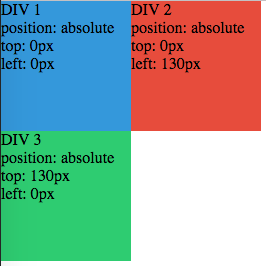 DIV 1
position: absolute
top: 0px
left: 0px
DIV 2
position: absolute
top: 0px
left: 130px
DIV 3
position: absolute
top: 130px
left: 0px